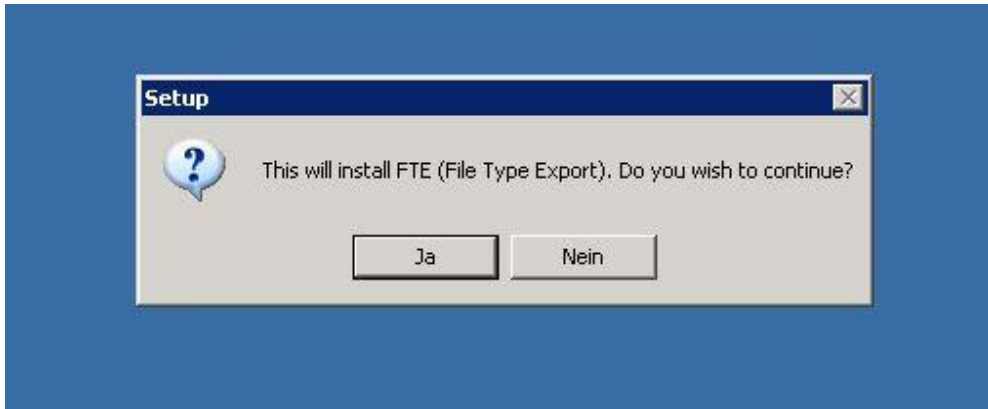 Setup
This will install FTE (File Type Export). Do you wish to continue?
Ja
Nein